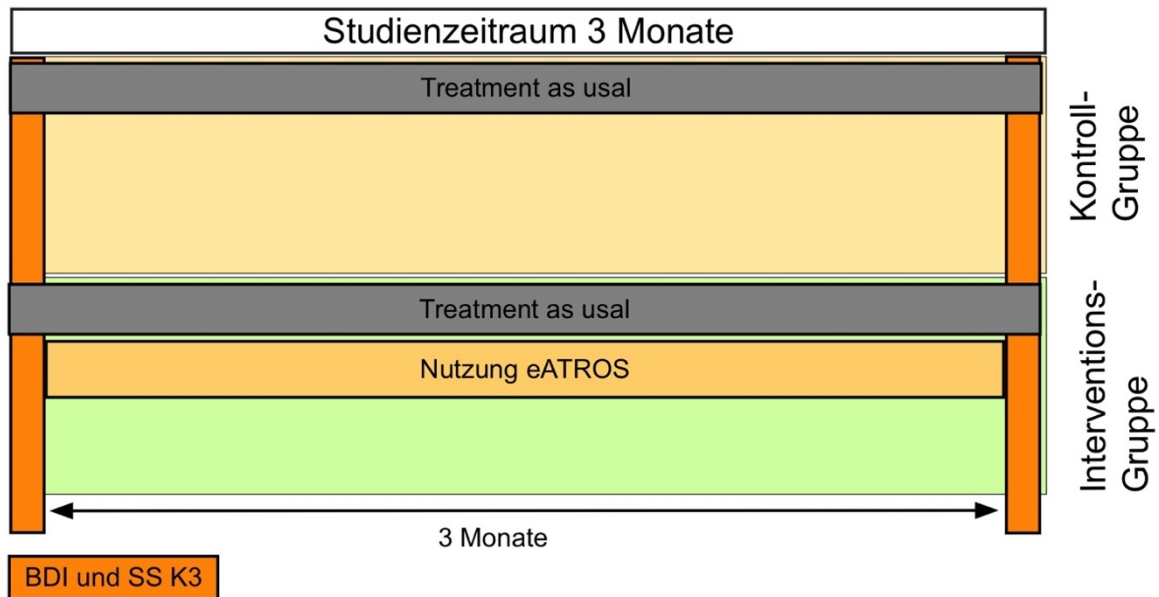 Studienzeitraum 3 Monate
Treatment as usal
Kontroll-
Gruppe
Treatment as usal
Nutzung eATROS
Interventions-
Gruppe
3 Monate
BDI und SS K3